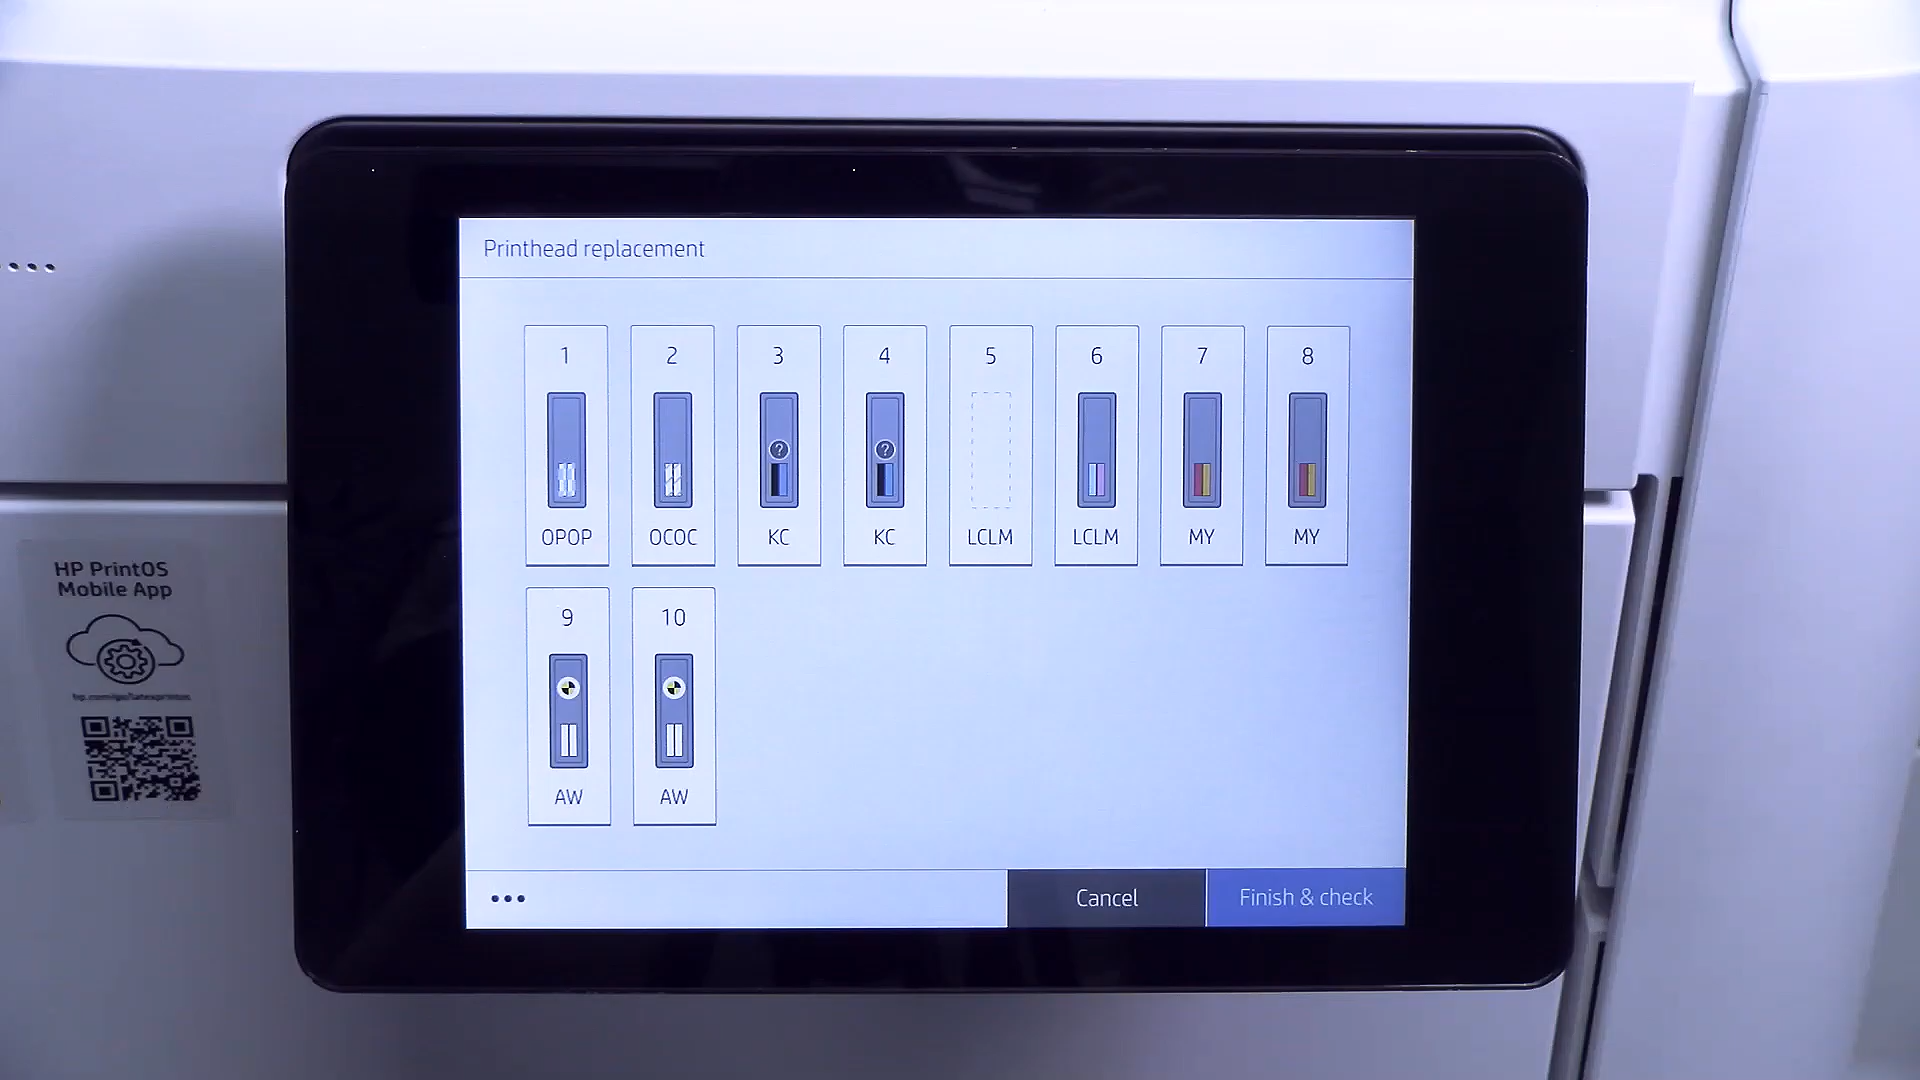 Printhead replacement
1 2 3 4 5 6 7 8
? ?
OPOP OCOC KC KC LCLM LCLM MY MY
9 10
AW AW
Cancel Finish & check
HP PrintOS
Mobile App